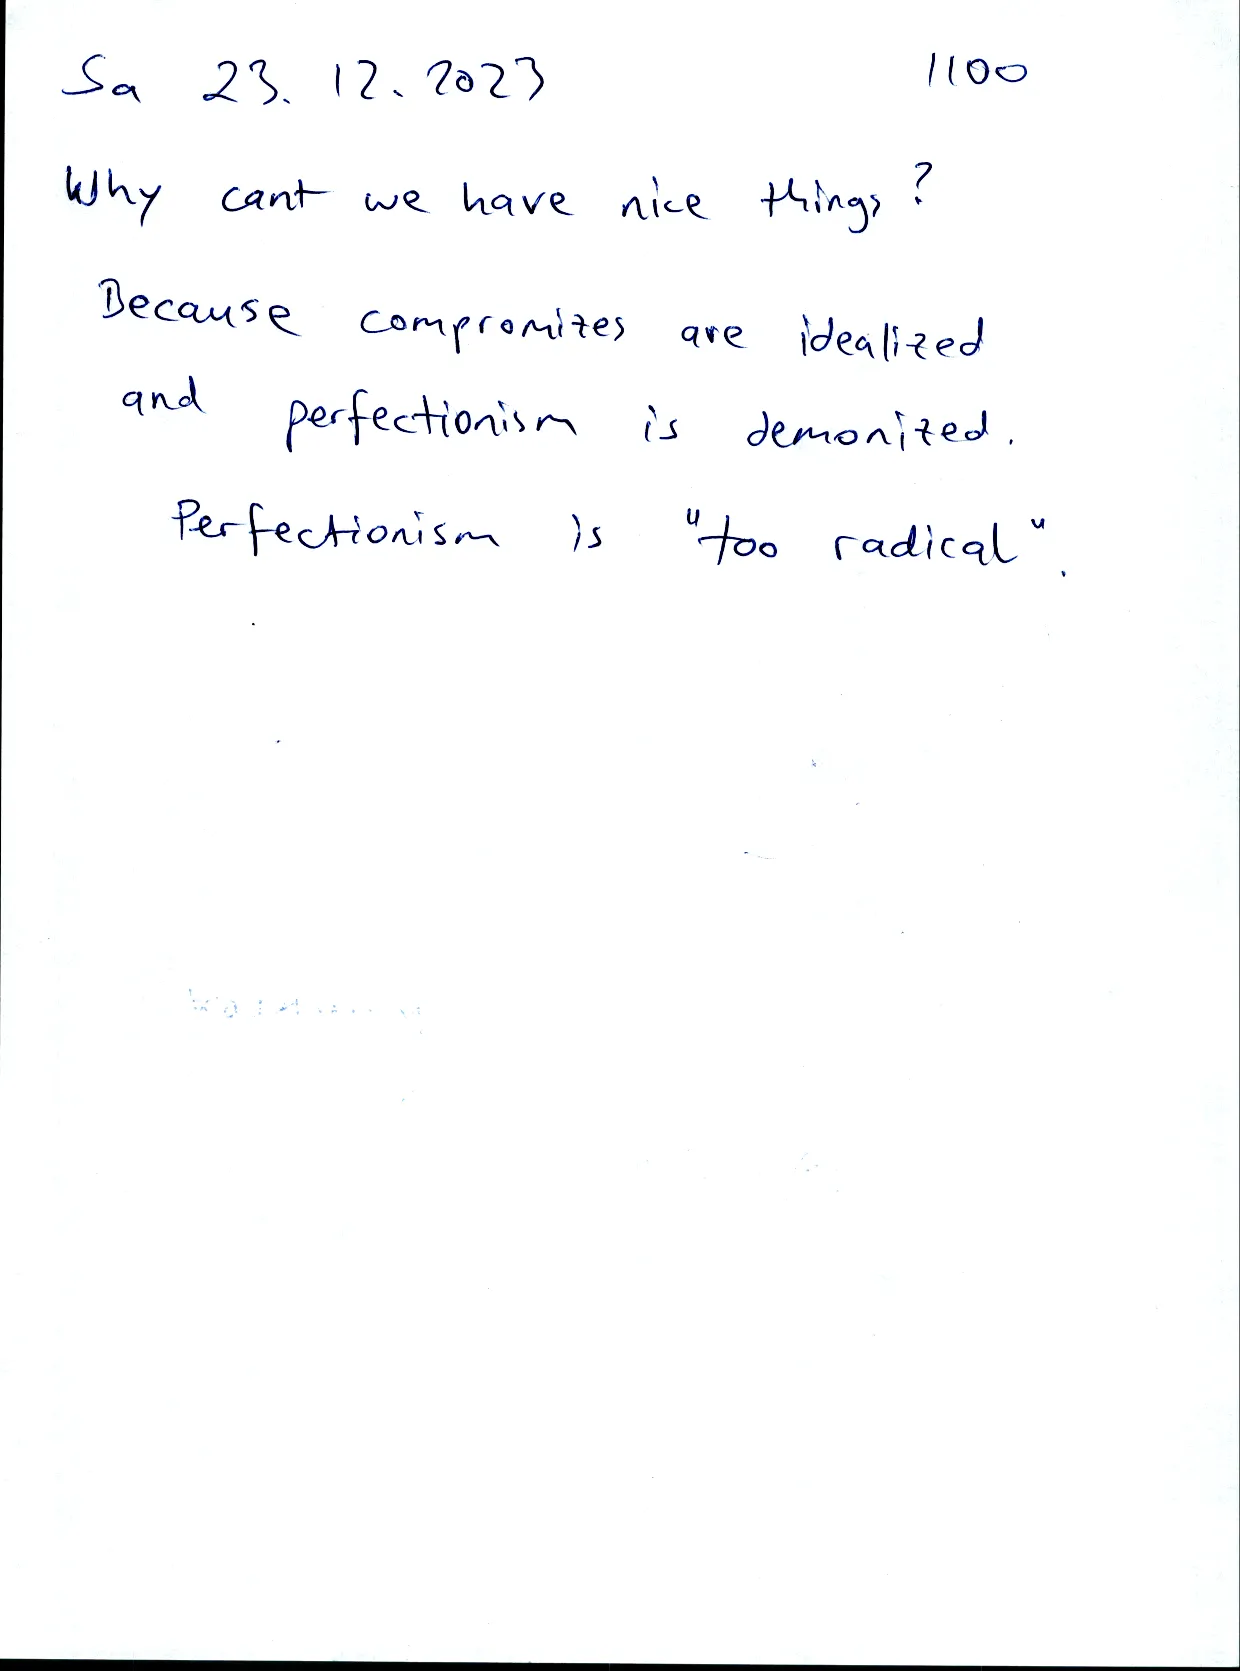 Sa 23.12.2023 1100
Why cant we have nice things?
Because compromizes are idealized
and perfectionism is demonized.
Perfectionism is "too radical".